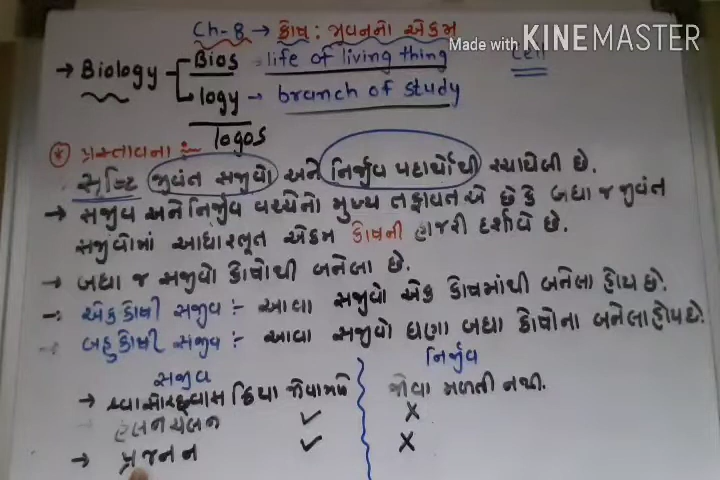 Ch-8 → કોષ : જીવનનો એકમ
Made with KINEMASTER
→ Biology Bios = life of living thing cell
logy → branch of study
logos
* પ્રસ્તાવના :-
સૃષ્ટિ જીવંત સજીવો અને નિર્જીવ પદાર્થોથી રચાયેલી છે.
→ સજીવ અને નિર્જીવ વચ્ચેનો મુખ્ય તફાવત એ છે કે બધા જ જીવંત
સજીવોમાં આધારભૂત એકમ કોષની હાજરી દર્શાવે છે.
→ બધા જ સજીવો કોષોથી બનેલા છે.
→ એકકોષી સજીવ :- આવા સજીવો એક કોષમાંથી બનેલા હોય છે.
→ બહુકોષી સજીવ :- આવા સજીવો ઘણા બધા કોષોના બનેલા હોય છે.
સજીવ નિર્જીવ
→ શ્વાસોચ્છવાસ ક્રિયા જોવા મળે જોવા મળતી નથી.
→ હલનચલન ✓ ✗
→ પ્રજનન ✓ ✗